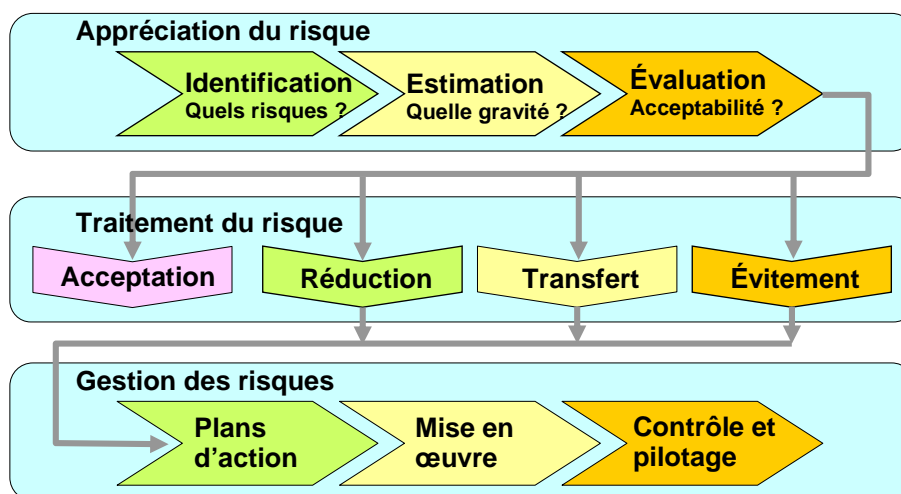 Appréciation du risque
Identification
Quels risques ?
Estimation
Quelle gravité ?
Évaluation
Acceptabilité ?
Traitement du risque
Acceptation
Réduction
Transfert
Évitement
Gestion des risques
Plans
d’action
Mise en
œuvre
Contrôle et
pilotage